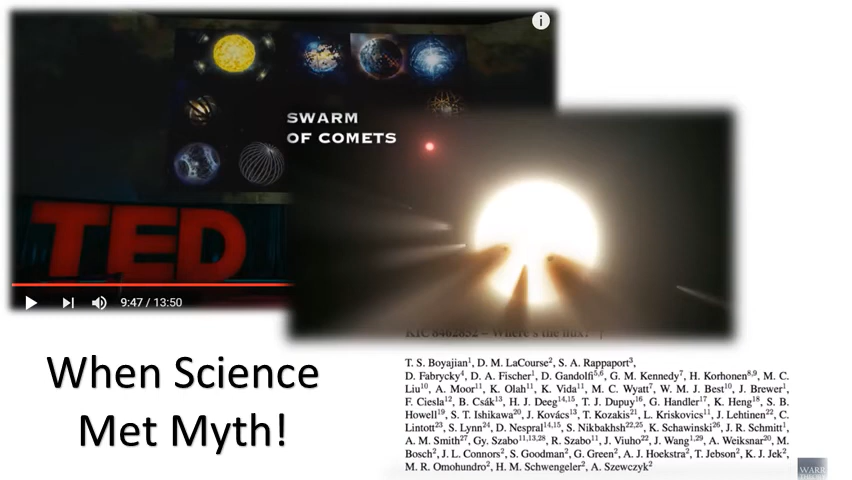 SWARM
OF COMETS
TED
9:47 / 13:50
KIC 8462852 – Where's the flux?
When Science
Met Myth!
T. S. Boyajian1, D. M. LaCourse2, S. A. Rappaport3,
D. Fabrycky4, D. A. Fischer1, D. Gandolfi5,6, G. M. Kennedy7, H. Korhonen8,9, M. C.
Liu10, A. Moor11, K. Olah11, K. Vida11, M. C. Wyatt7, W. M. J. Best10, J. Brewer1,
F. Ciesla12, B. Csák13, H. J. Deeg14,15, T. J. Dupuy16, G. Handler17, K. Heng18, S. B.
Howell19, S. T. Ishikawa20, J. Kovács13, T. Kozakis21, L. Kriskovics11, J. Lehtinen22, C.
Lintott23, S. Lynn24, D. Nespral14,15, S. Nikbakhsh22,25, K. Schawinski26, J. R. Schmitt1,
A. M. Smith27, Gy. Szabo11,13,28, R. Szabo11, J. Viuho22, J. Wang1,29, A. Weiksnar20, M.
Bosch2, J. L. Connors2, S. Goodman2, G. Green2, A. J. Hoekstra2, T. Jebson2, K. J. Jek2,
M. R. Omohundro2, H. M. Schwengeler2, A. Szewczyk2
WARR